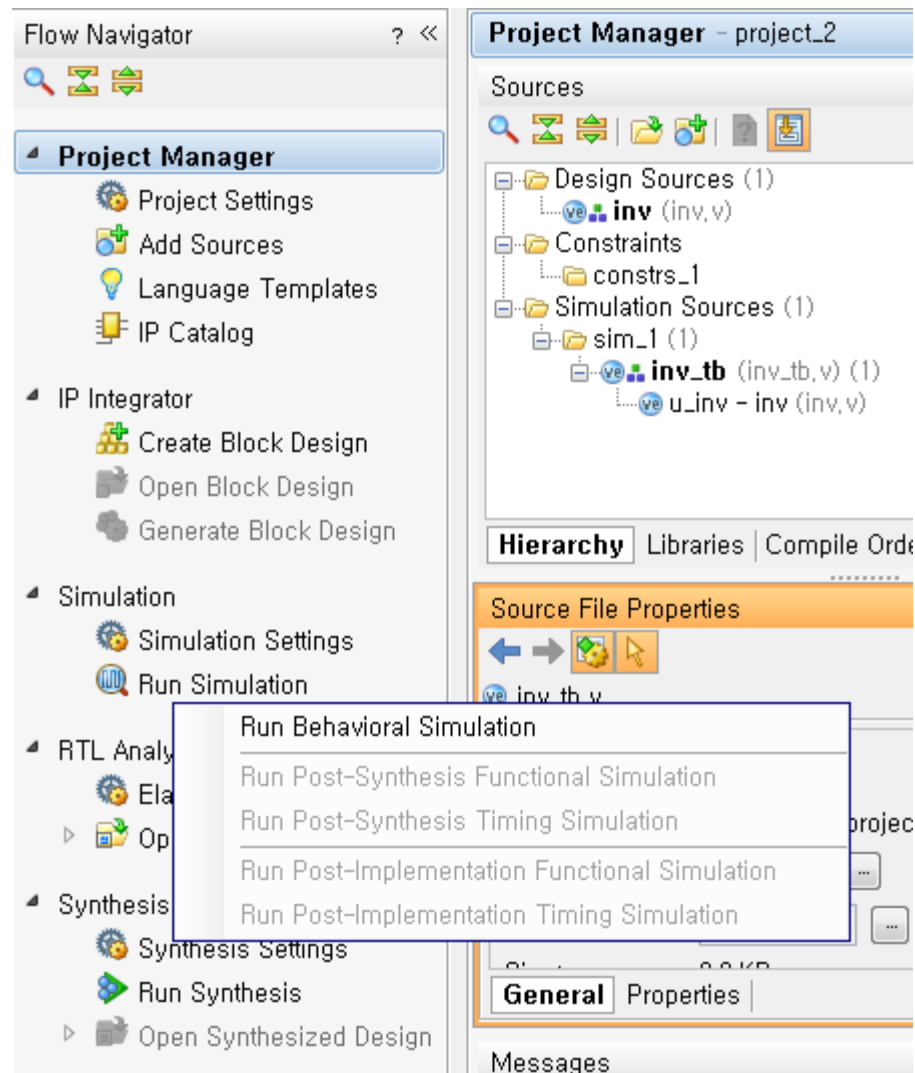 Flow Navigator
? «
Project Manager
Project Settings
Add Sources
Language Templates
IP Catalog
IP Integrator
Create Block Design
Open Block Design
Generate Block Design
Simulation
Simulation Settings
Run Simulation
Run Behavioral Simulation
Run Post-Synthesis Functional Simulation
Run Post-Synthesis Timing Simulation
Run Post-Implementation Functional Simulation
Run Post-Implementation Timing Simulation
RTL Analy
Ela
Op
Synthesis
Synthesis Settings
Run Synthesis
Open Synthesized Design
Project Manager - project_2
Sources
Design Sources (1)
inv (inv.v)
Constraints
constrs_1
Simulation Sources (1)
sim_1 (1)
inv_tb (inv_tb.v) (1)
u_inv - inv (inv.v)
Hierarchy Libraries Compile Orde
Source File Properties
inv_tb.v
projec
...
...
General Properties
Messages